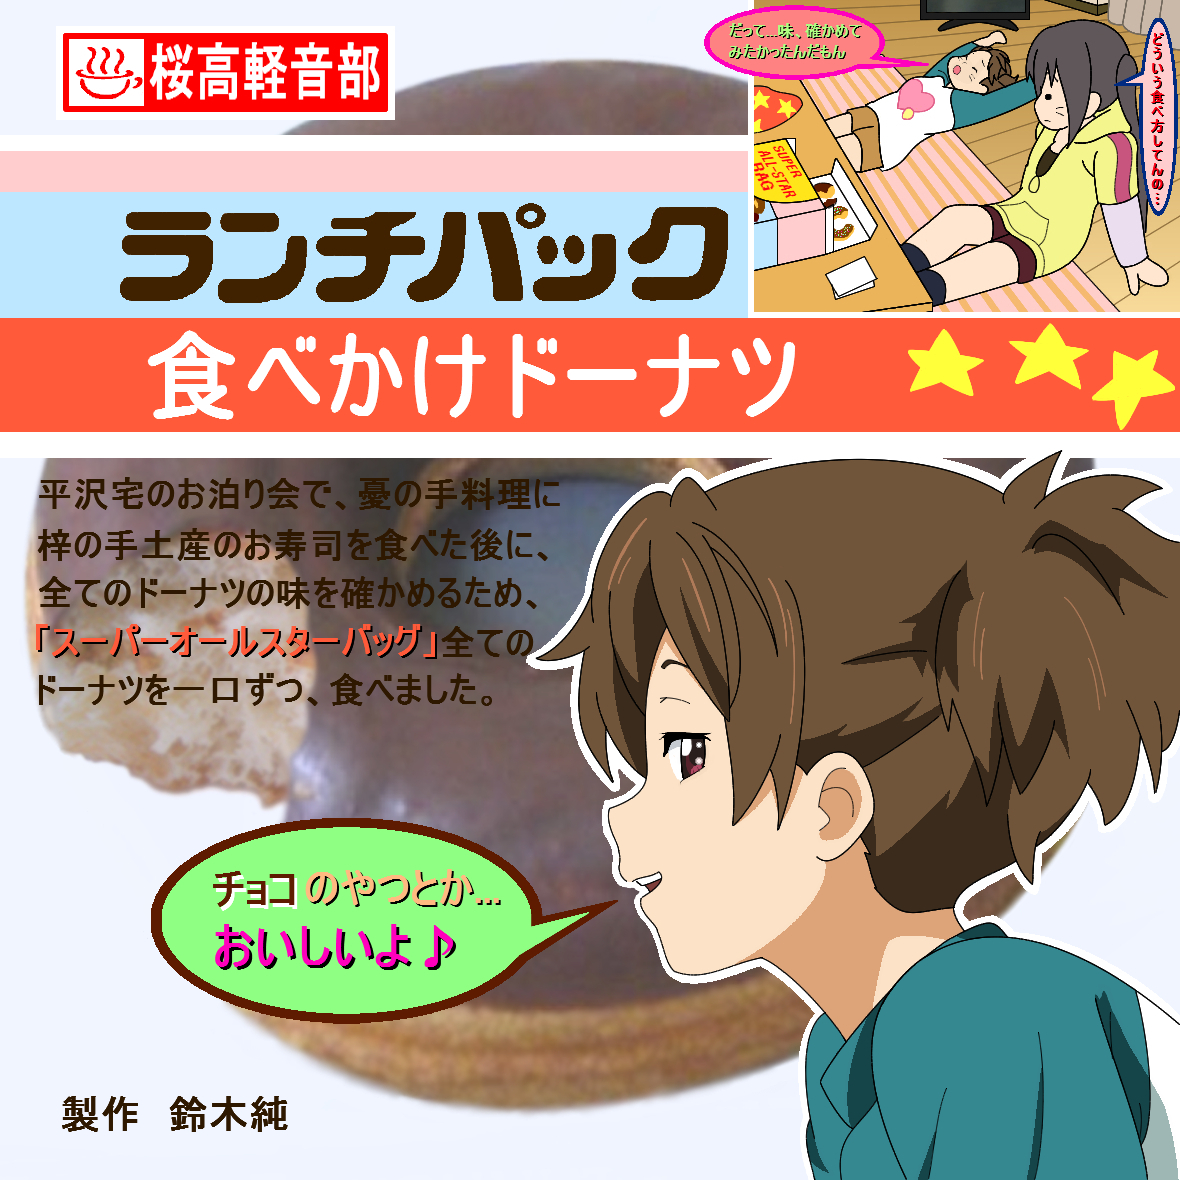 桜高軽音部
だって…味、確かめて
みたかったんだもん
どういう食べ方してんの…
SUPER
ALL-STAR
BAG
ランチパック
食べかけドーナツ
平沢宅のお泊り会で、憂の手料理に
梓の手土産のお寿司を食べた後に、
全てのドーナツの味を確かめるため、
「スーパーオールスターバッグ」全ての
ドーナツを一口ずつ、食べました。
チョコのやつとか…
おいしいよ♪
製作　鈴木純